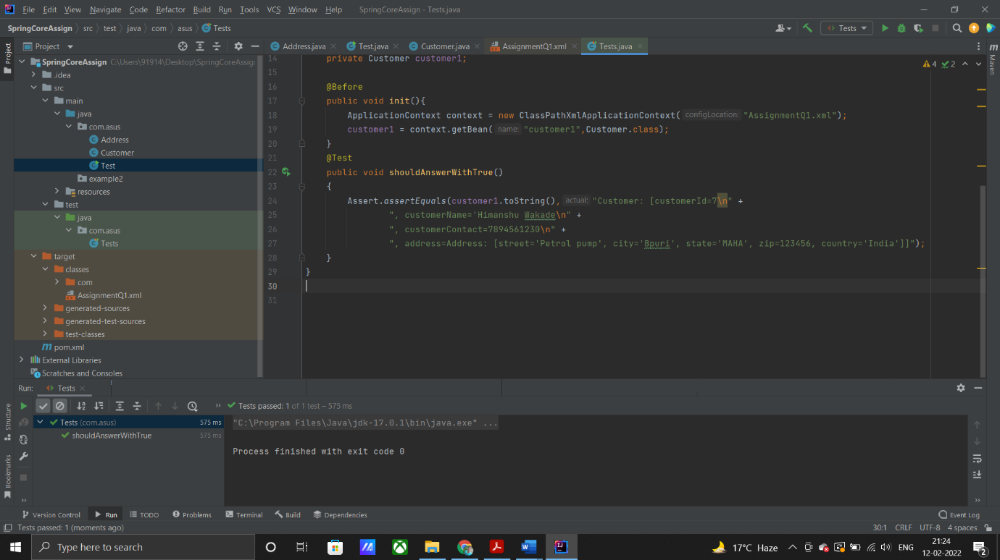 File Edit View Navigate Code Refactor Build Run Tools VCS Window Help SpringCoreAssign - Tests.java
SpringCoreAssign src test java com asus Tests
Tests
Project
Address.java Test.java Customer.java AssignmentQ1.xml Tests.java
Project
Maven
SpringCoreAssign C:\Users\91914\Desktop\SpringCoreAssign
.idea
src
main
java
com.asus
Address
Customer
Test
example2
resources
test
java
com.asus
Tests
target
classes
com
AssignmentQ1.xml
generated-sources
generated-test-sources
test-classes
pom.xml
External Libraries
Scratches and Consoles
4 2
14 private Customer customer1;
15
16 @Before
17 public void init(){
18 ApplicationContext context = new ClassPathXmlApplicationContext( configLocation: "AssignmentQ1.xml");
19 customer1 = context.getBean( name: "customer1",Customer.class);
20 }
21 @Test
22 public void shouldAnswerWithTrue()
23 {
24 Assert.assertEquals(customer1.toString(), actual: "Customer: [customerId=7\n" +
25 ", customerName='Himanshu Wakade\n" +
26 ", customerContact=7894561230\n" +
27 ", address=Address: [street='Petrol pump', city='Bpuri', state='MAHA', zip=123456, country='India']]");
28 }
29 }
30
31
Run: Tests
Tests passed: 1 of 1 test – 575 ms
Tests (com.asus) 575 ms
shouldAnswerWithTrue 575 ms
"C:\Program Files\Java\jdk-17.0.1\bin\java.exe" ...
Process finished with exit code 0
Structure
Bookmarks
Version Control Run TODO Problems Terminal Build Dependencies Event Log
Tests passed: 1 (moments ago) 30:1 CRLF UTF-8 4 spaces
Type here to search
17°C Haze ENG
21:24
12-02-2022
2